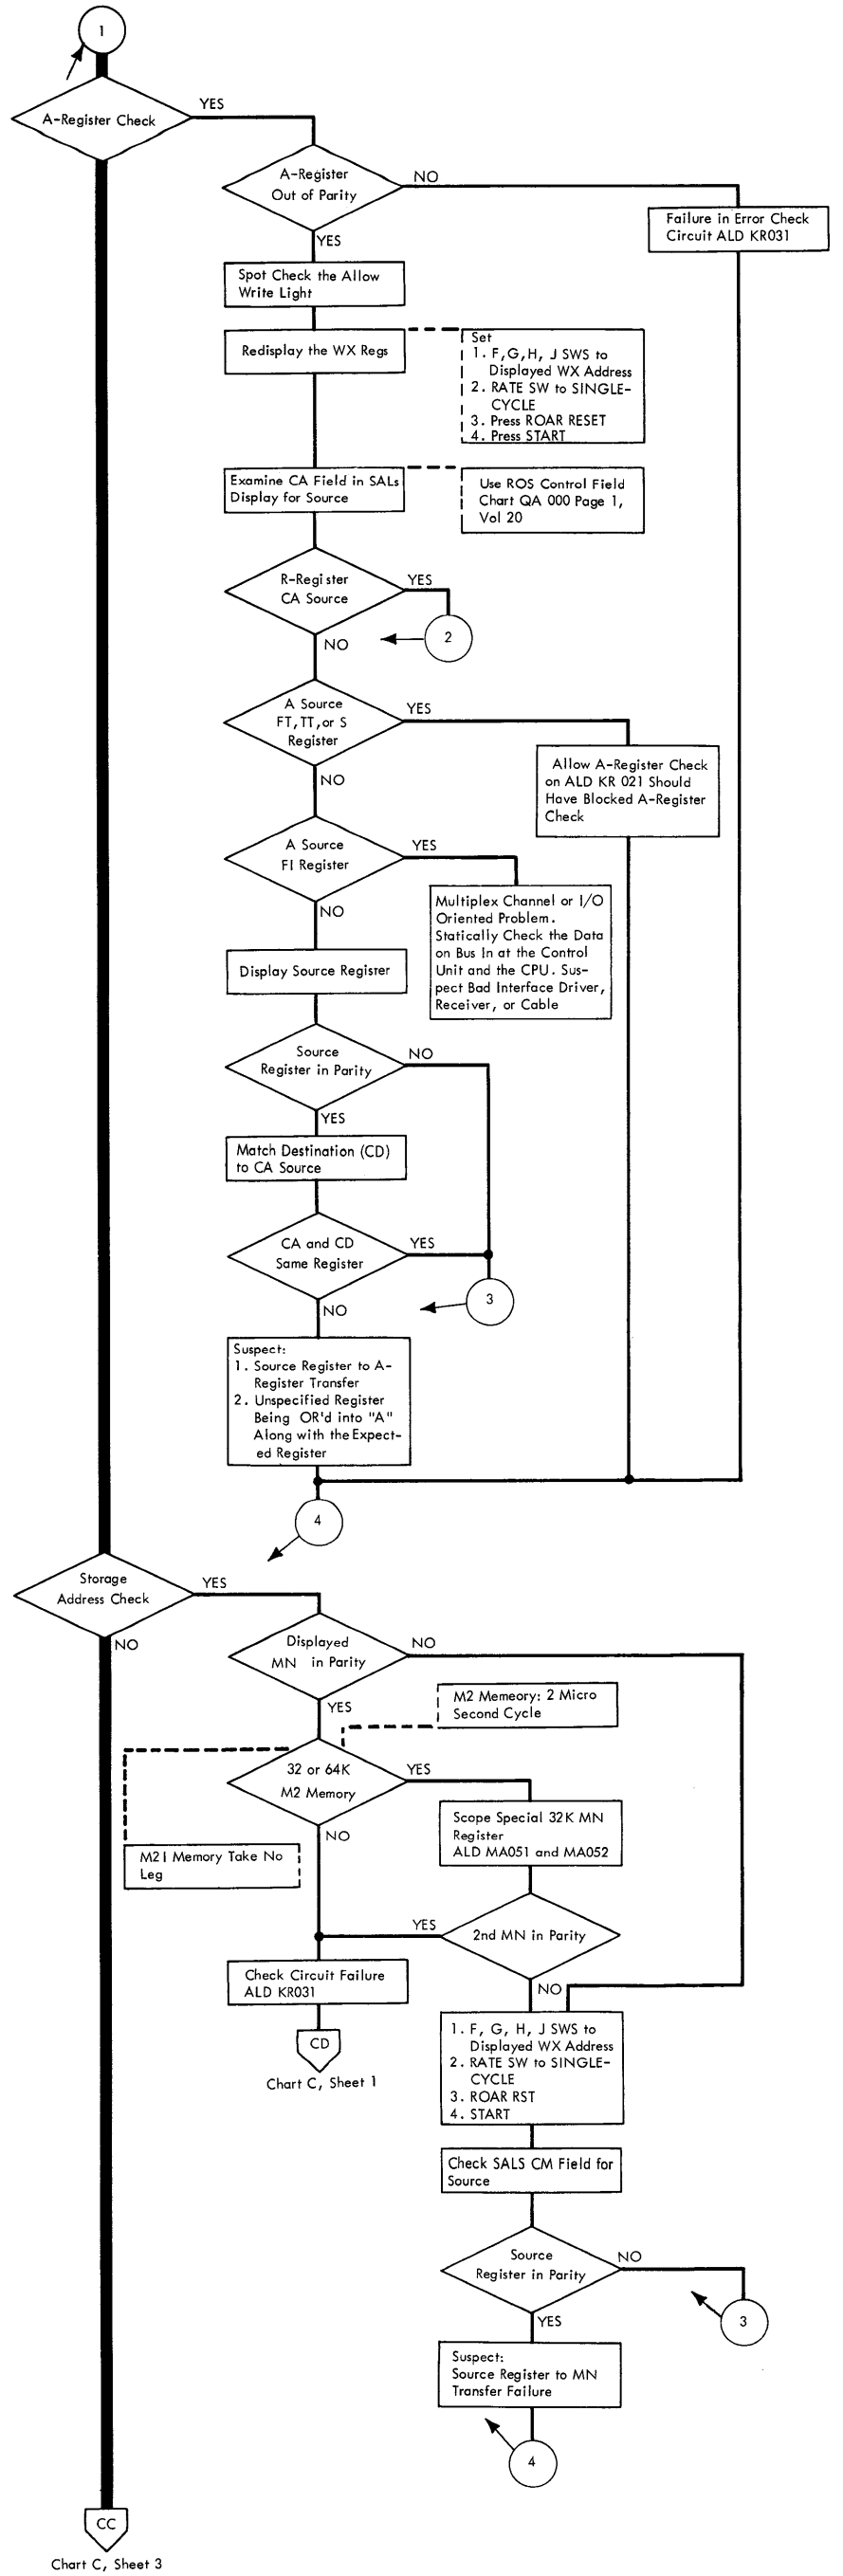 1
A-Register Check
YES
A-Register
Out of Parity
NO
YES
Failure in Error Check
Circuit ALD KR031
Spot Check the Allow
Write Light
Redisplay the WX Regs
Set
1. F,G,H, J SWS to
Displayed WX Address
2. RATE SW to SINGLE-
CYCLE
3. Press ROAR RESET
4. Press START
Examine CA Field in SALs
Display for Source
Use ROS Control Field
Chart QA 000 Page 1,
Vol 20
R-Register
CA Source
YES
2
NO
A Source
FT,TT,or S
Register
YES
NO
Allow A-Register Check
on ALD KR 021 Should
Have Blocked A-Register
Check
A Source
FI Register
YES
NO
Multiplex Channel or I/O
Oriented Problem.
Statically Check the Data
on Bus In at the Control
Unit and the CPU. Sus-
pect Bad Interface Driver,
Receiver, or Cable
Display Source Register
Source
Register in Parity
NO
YES
Match Destination (CD)
to CA Source
CA and CD
Same Register
YES
3
NO
Suspect:
1. Source Register to A-
Register Transfer
2. Unspecified Register
Being OR'd into "A"
Along with the Expect-
ed Register
4
Storage
Address Check
YES
NO
Displayed
MN in Parity
NO
YES
M2 Memeory: 2 Micro
Second Cycle
32 or 64K
M2 Memory
YES
NO
Scope Special 32K MN
Register
ALD MA051 and MA052
M2I Memory Take No
Leg
YES
2nd MN in Parity
NO
Check Circuit Failure
ALD KR031
CD
Chart C, Sheet 1
1. F, G, H, J SWS to
Displayed WX Address
2. RATE SW to SINGLE-
CYCLE
3. ROAR RST
4. START
Check SALS CM Field for
Source
Source
Register in Parity
NO
3
YES
Suspect:
Source Register to MN
Transfer Failure
4
CC
Chart C, Sheet 3